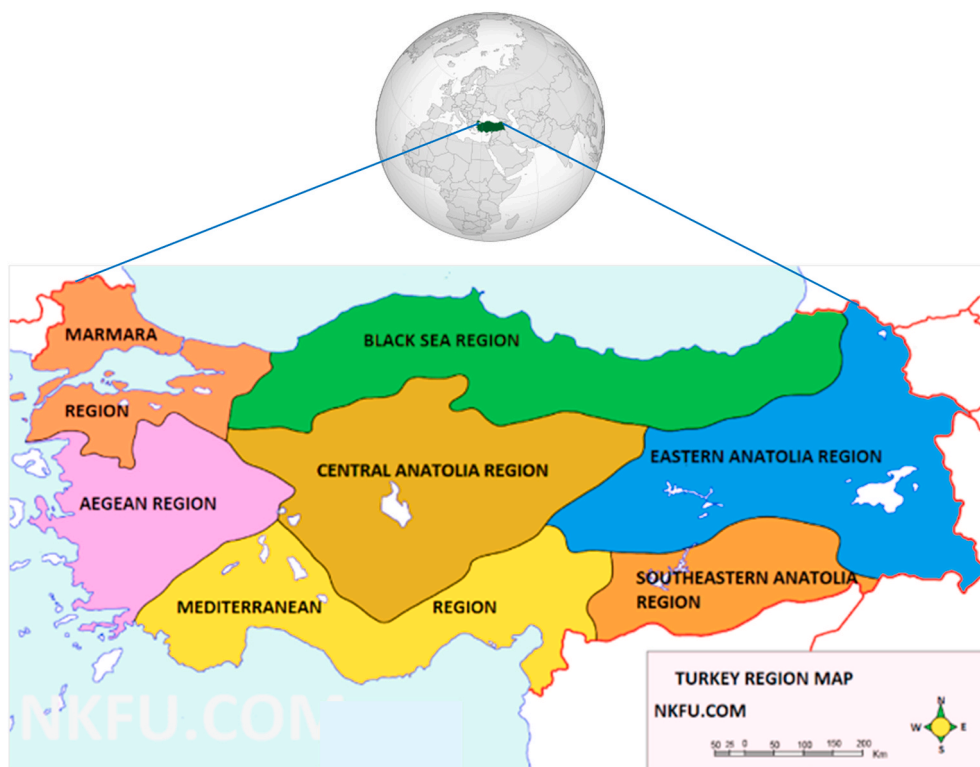 MARMARA
REGION
BLACK SEA REGION
CENTRAL ANATOLIA REGION
EASTERN ANATOLIA REGION
AEGEAN REGION
MEDITERRANEAN REGION
SOUTHEASTERN ANATOLIA
REGION
NKFU.COM
TURKEY REGION MAP
NKFU.COM
N
W E
S
50 25 0 50 100 150 200
Km